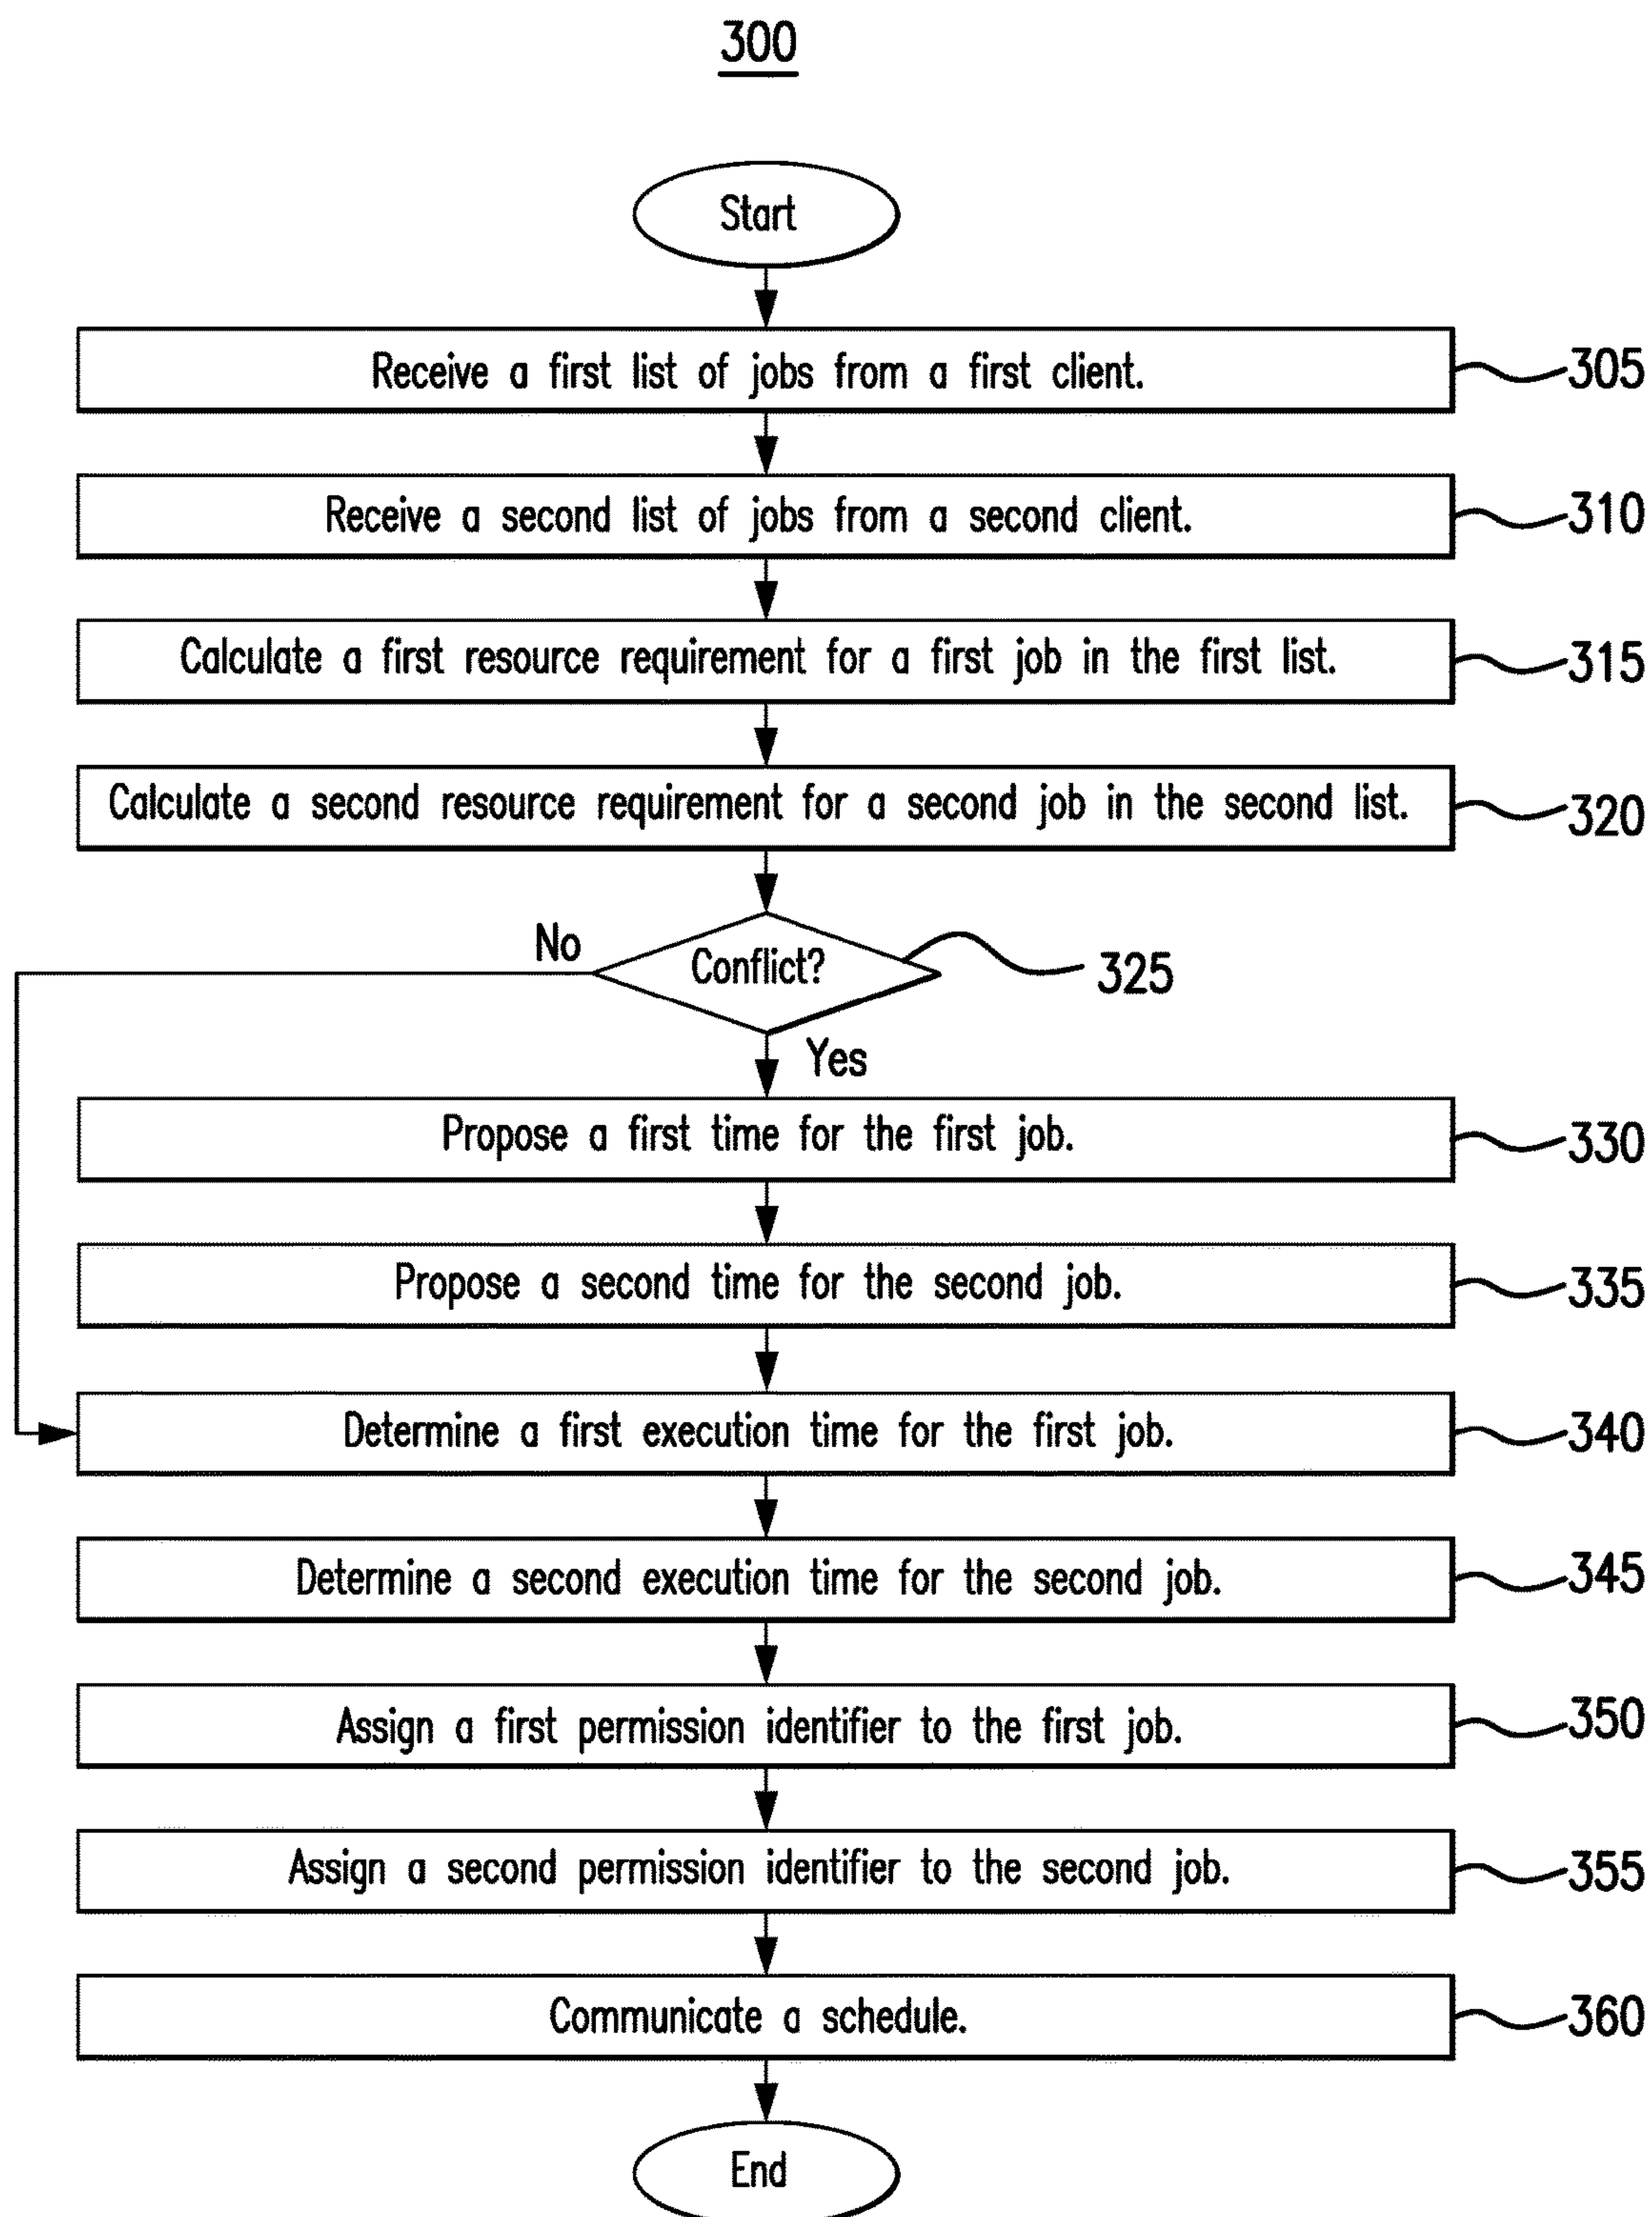 300
Start
Receive a first list of jobs from a first client.
305
Receive a second list of jobs from a second client.
310
Calculate a first resource requirement for a first job in the first list.
315
Calculate a second resource requirement for a second job in the second list.
320
No
Conflict?
325
Yes
Propose a first time for the first job.
330
Propose a second time for the second job.
335
Determine a first execution time for the first job.
340
Determine a second execution time for the second job.
345
Assign a first permission identifier to the first job.
350
Assign a second permission identifier to the second job.
355
Communicate a schedule.
360
End